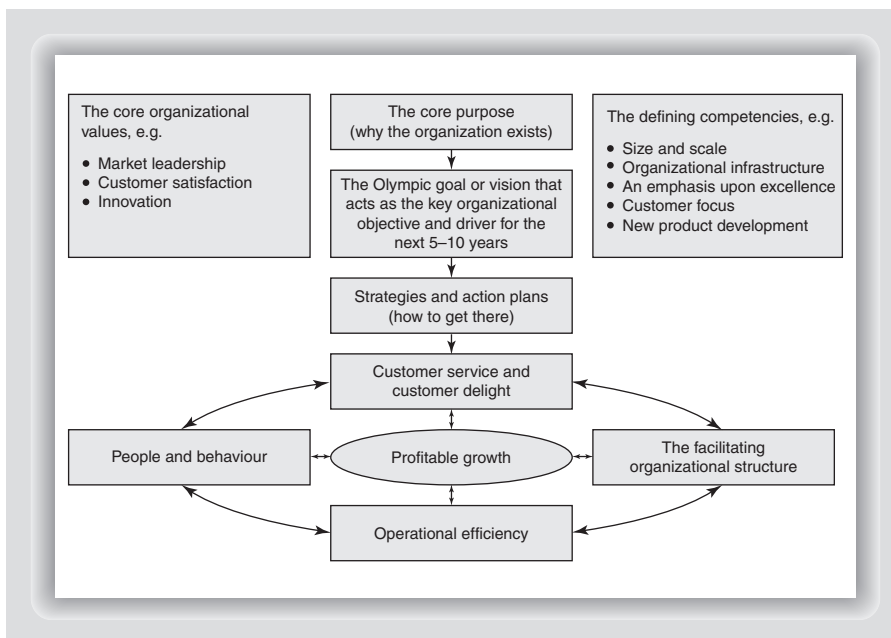 The core organizational
values, e.g.
• Market leadership
• Customer satisfaction
• Innovation
The core purpose
(why the organization exists)
The defining competencies, e.g.
• Size and scale
• Organizational infrastructure
• An emphasis upon excellence
• Customer focus
• New product development
The Olympic goal or vision that
acts as the key organizational
objective and driver for the
next 5–10 years
Strategies and action plans
(how to get there)
Customer service and
customer delight
People and behaviour
Profitable growth
The facilitating
organizational structure
Operational efficiency